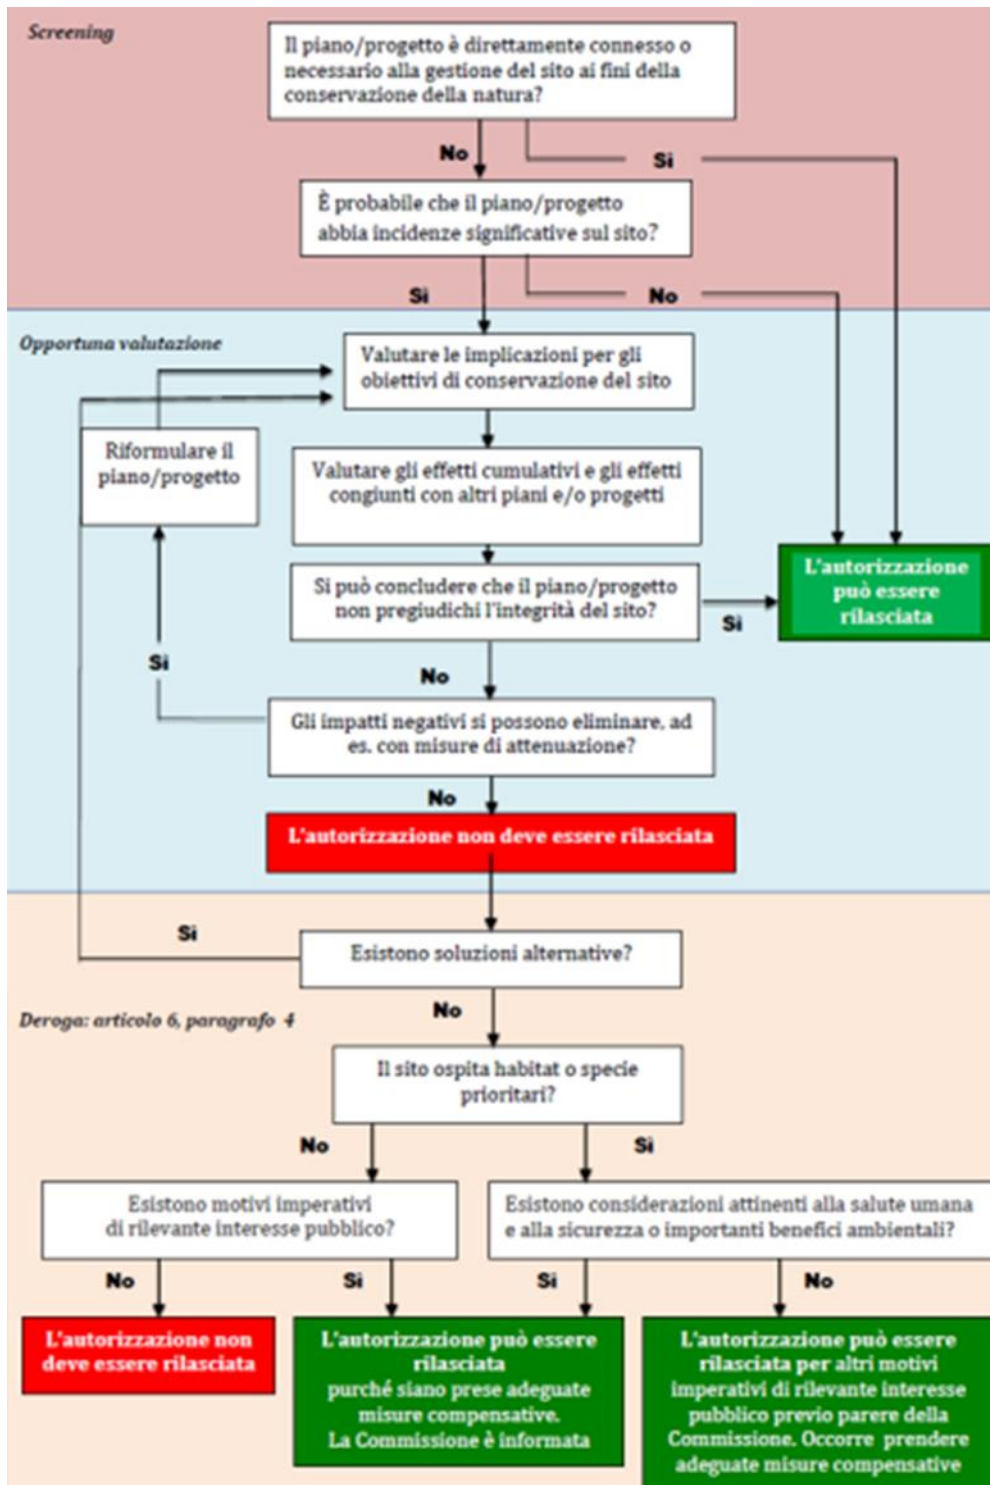 Screening
Il piano/progetto è direttamente connesso o
necessario alla gestione del sito ai fini della
conservazione della natura?
No
Sì
È probabile che il piano/progetto
abbia incidenze significative sul sito?
Sì
No
Opportuna valutazione
Valutare le implicazioni per gli
obiettivi di conservazione del sito
Riformulare il
piano/progetto
Valutare gli effetti cumulativi e gli effetti
congiunti con altri piani e/o progetti
Si può concludere che il piano/progetto
non pregiudichi l'integrità del sito?
Sì
L'autorizzazione
può essere
rilasciata
No
Sì
Gli impatti negativi si possono eliminare, ad
es. con misure di attenuazione?
No
L'autorizzazione non deve essere rilasciata
Sì
Esistono soluzioni alternative?
No
Deroga: articolo 6, paragrafo 4
Il sito ospita habitat o specie
prioritari?
No
Sì
Esistono motivi imperativi
di rilevante interesse pubblico?
Esistono considerazioni attinenti alla salute umana
e alla sicurezza o importanti benefici ambientali?
No
Sì
Sì
No
L'autorizzazione non
deve essere rilasciata
L'autorizzazione può essere
rilasciata
purché siano prese adeguate
misure compensative.
La Commissione è informata
L'autorizzazione può essere
rilasciata per altri motivi
imperativi di rilevante interesse
pubblico previo parere della
Commissione. Occorre prendere
adeguate misure compensative